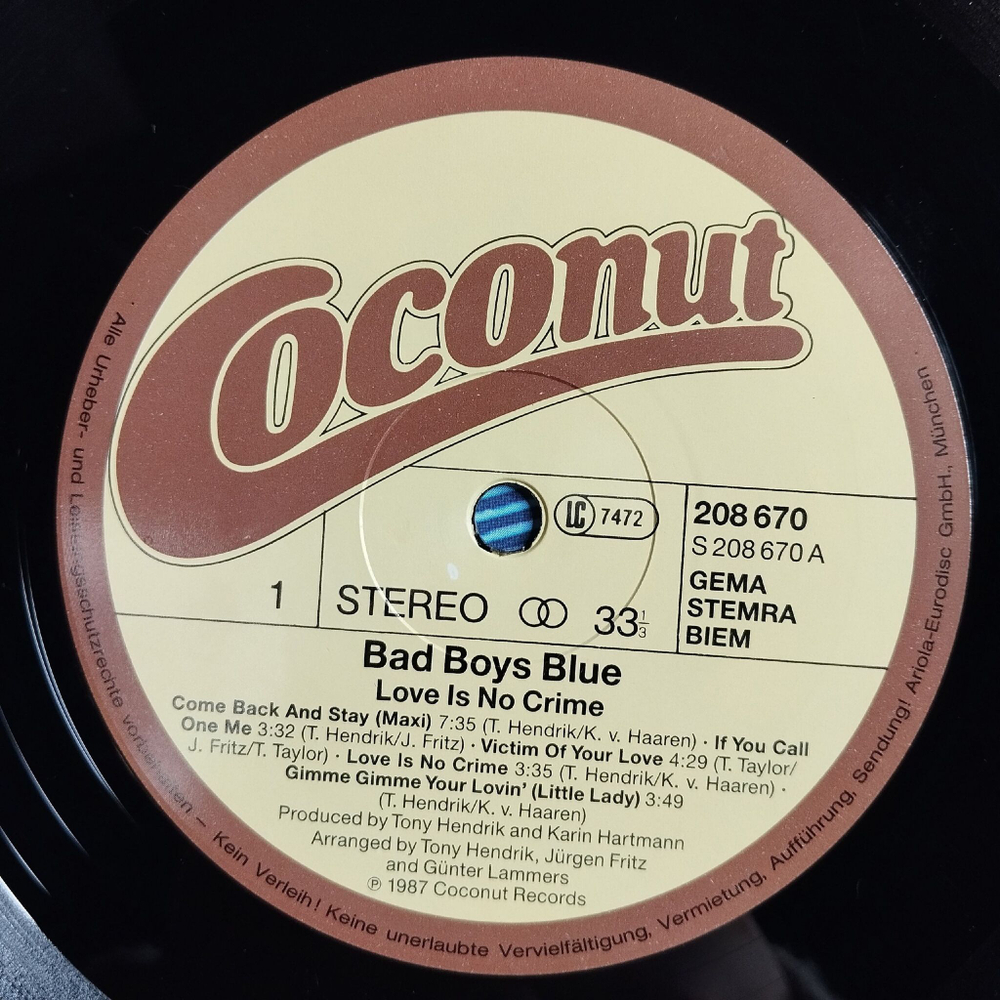 Coconut
LC 7472
208 670
S 208 670 A
GEMA
STEMRA
BIEM
1
STEREO 33 1/3
Bad Boys Blue
Love Is No Crime
Come Back And Stay (Maxi) 7:35 (T. Hendrik/K. v. Haaren) · If You Call
One Me 3:32 (T. Hendrik/J. Fritz) · Victim Of Your Love 4:29 (T. Taylor/
J. Fritz/T. Taylor) · Love Is No Crime 3:35 (T. Hendrik/K. v. Haaren) ·
Gimme Gimme Your Lovin' (Little Lady) 3:49
(T. Hendrik/K. v. Haaren)
Produced by Tony Hendrik and Karin Hartmann
Arranged by Tony Hendrik, Jürgen Fritz
and Günter Lammers
℗ 1987 Coconut Records
Alle Urheber- und Leistungsschutzrechte vorbehalten – Kein Verleih! Keine unerlaubte Vervielfältigung, Vermietung, Aufführung, Sendung! Ariola-Eurodisc GmbH., München